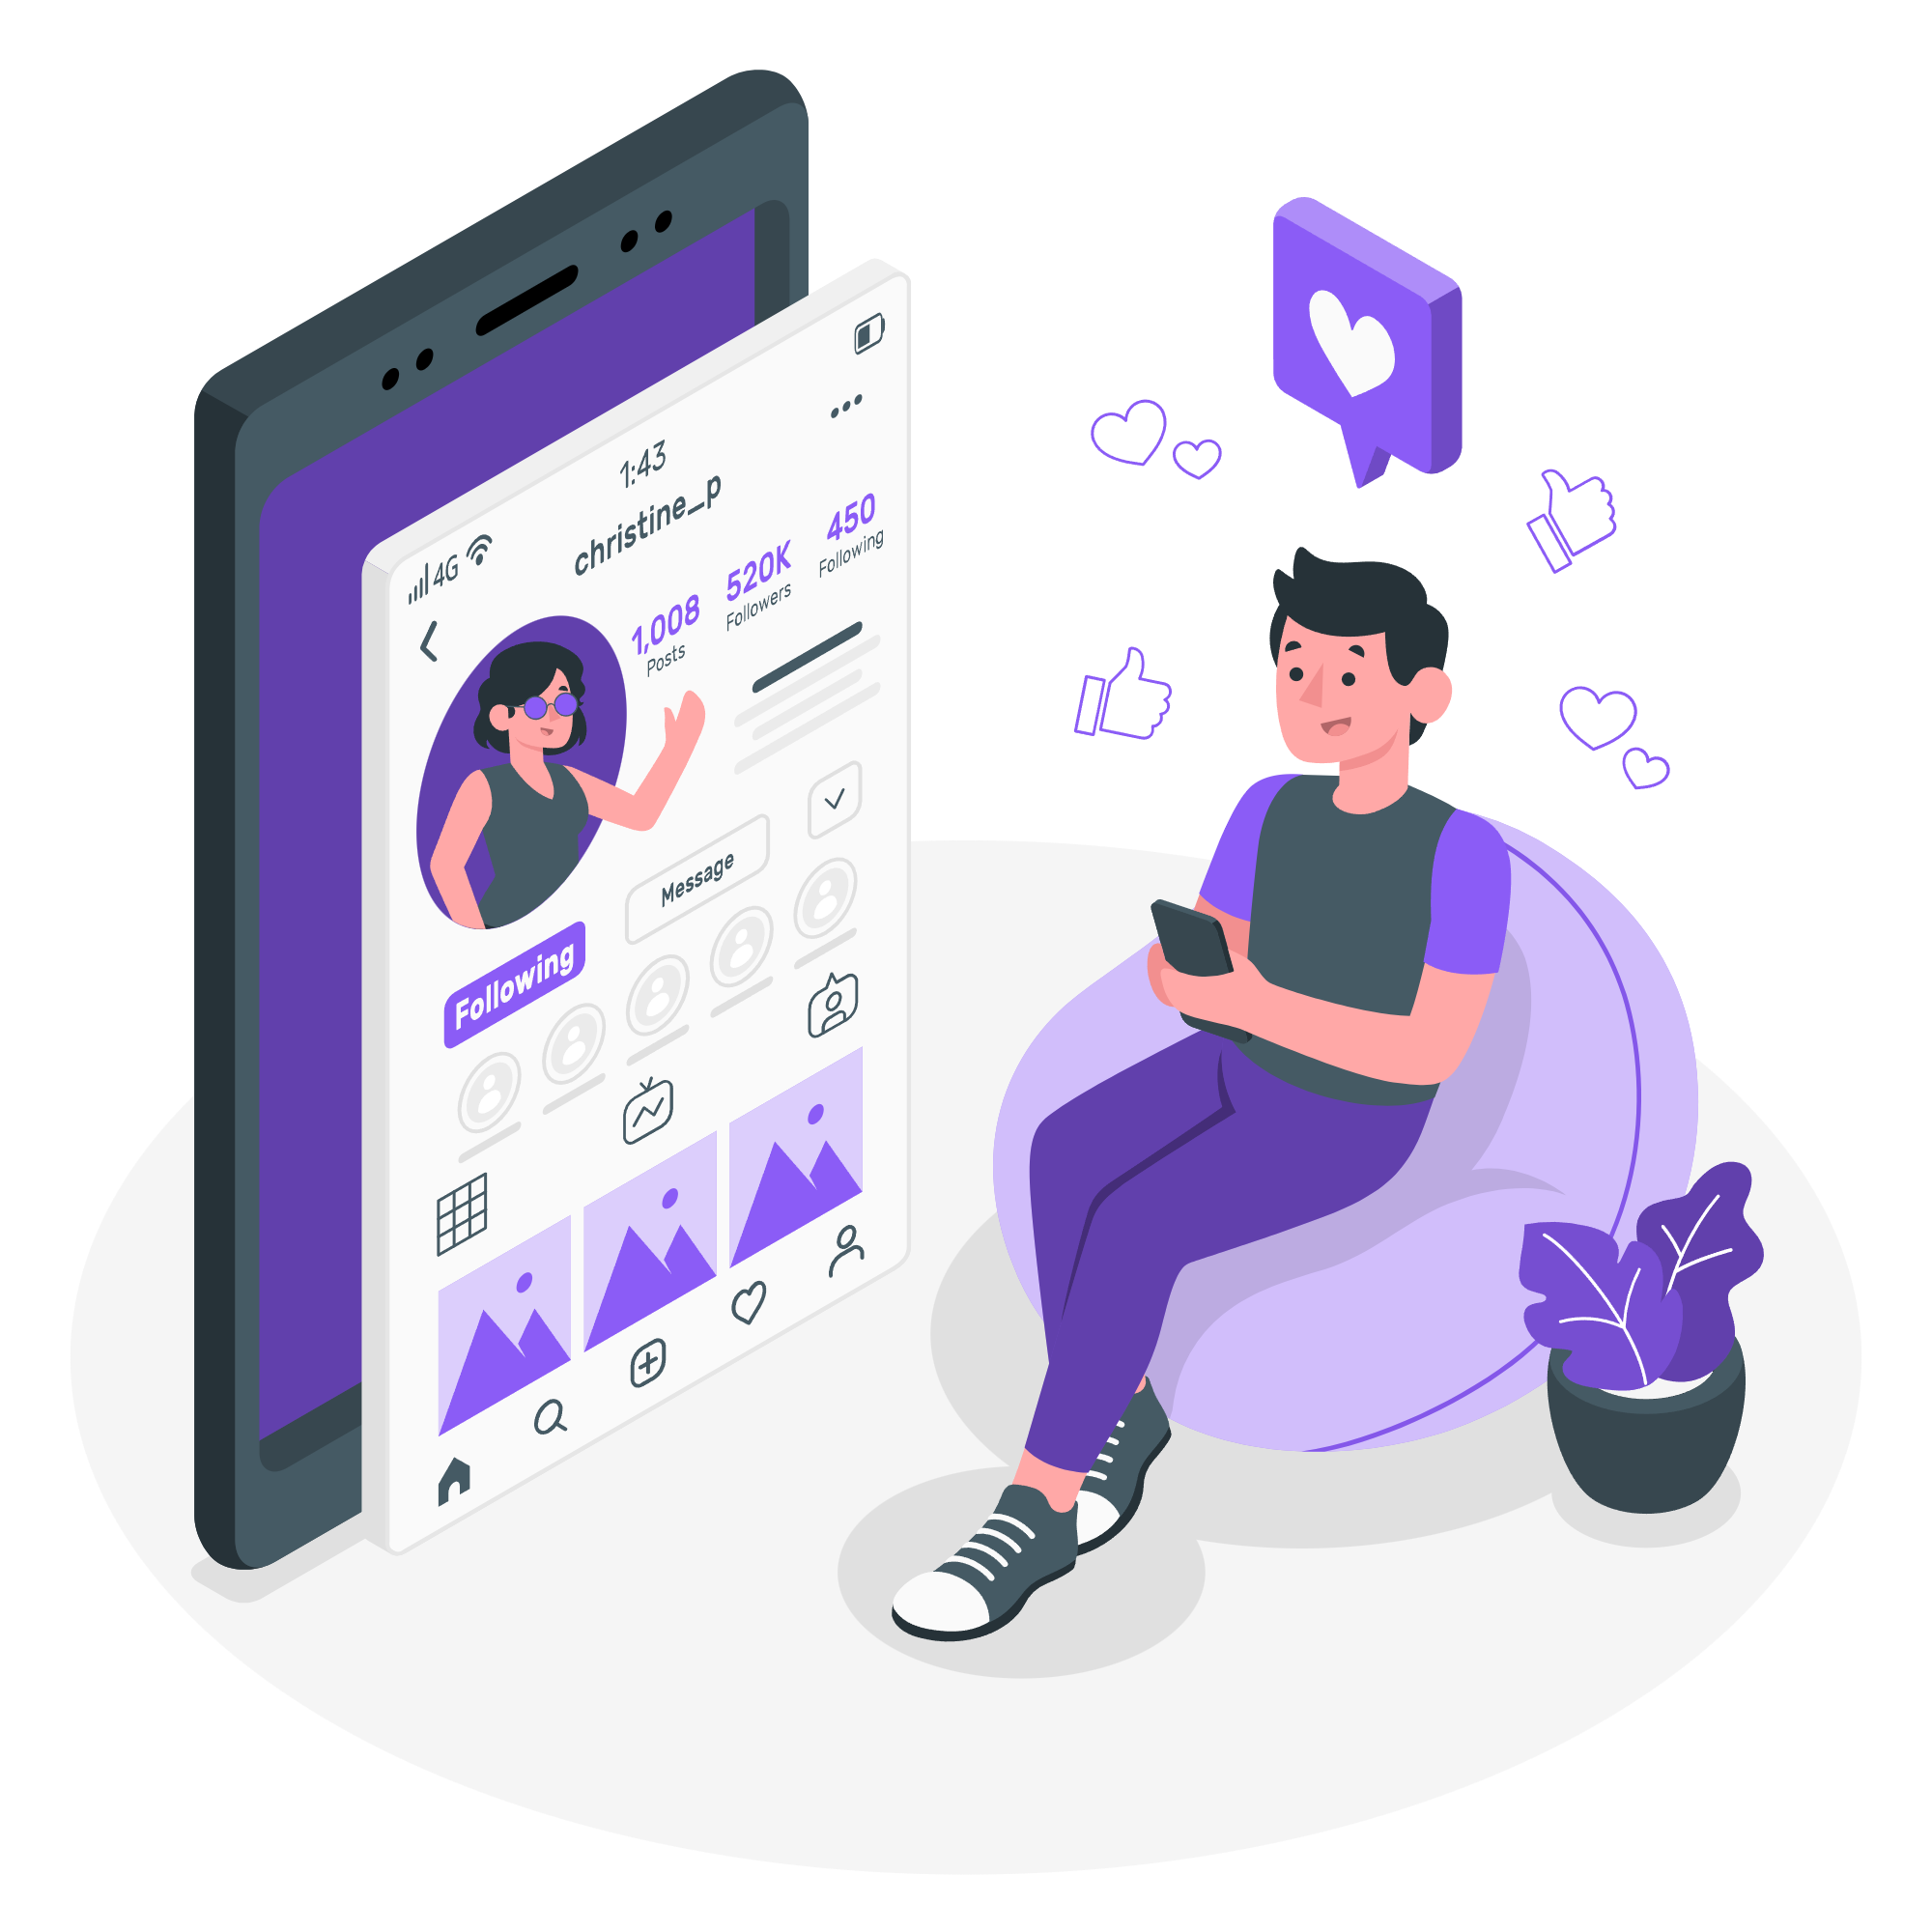 4G
1:43
christine_p
1,008
Posts
520K
Followers
450
Following
Following
Message